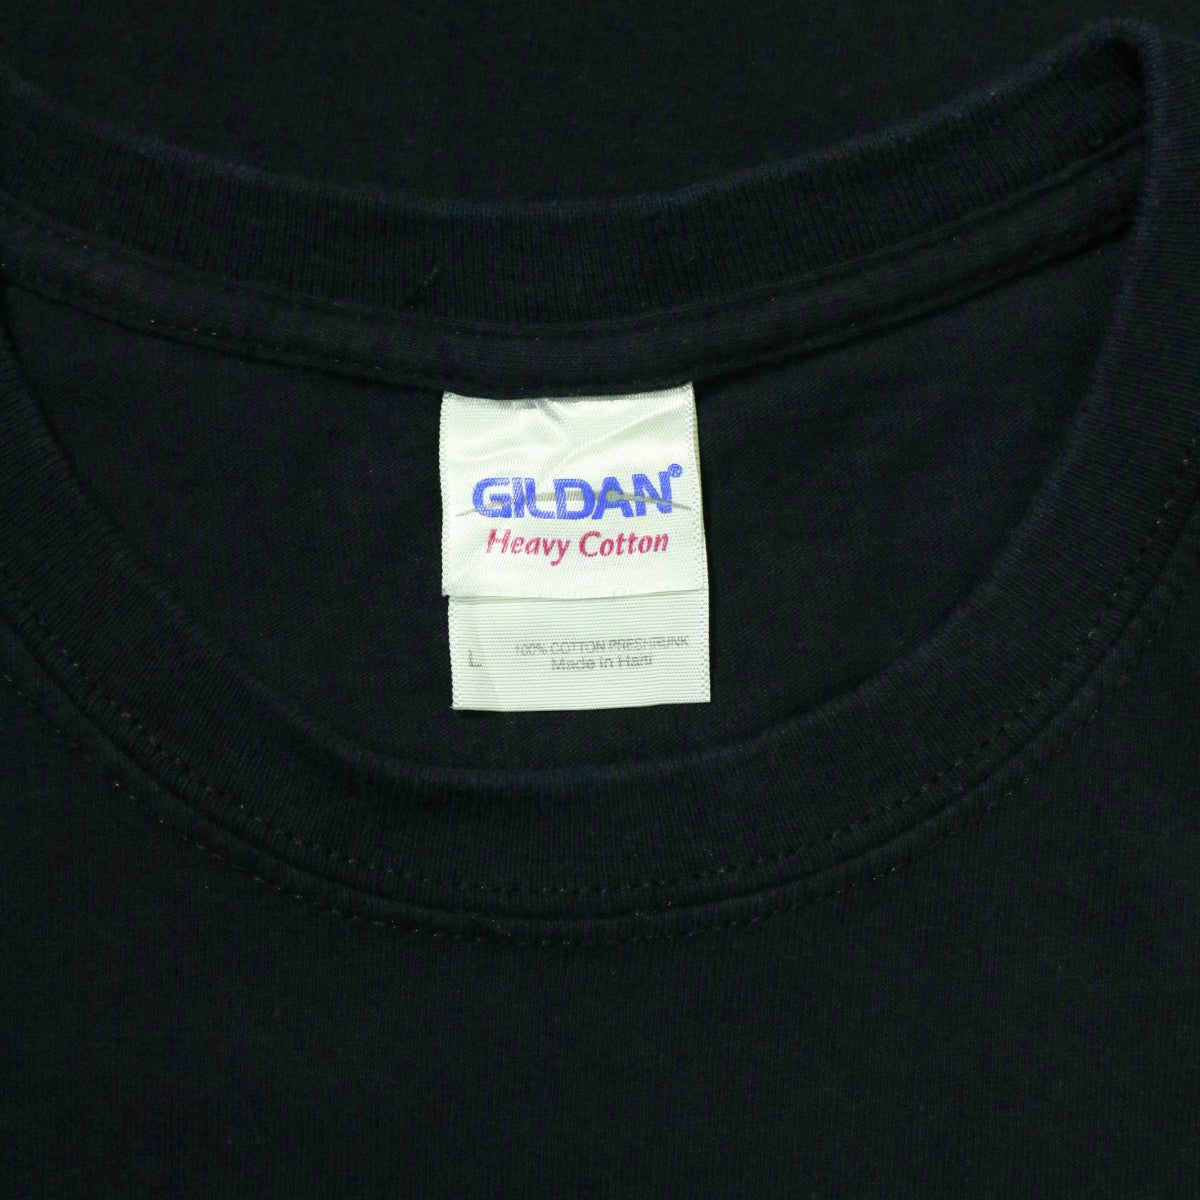 GILDAN®
Heavy Cotton
L 100% COTTON PRESHRUNK
Made in Haiti